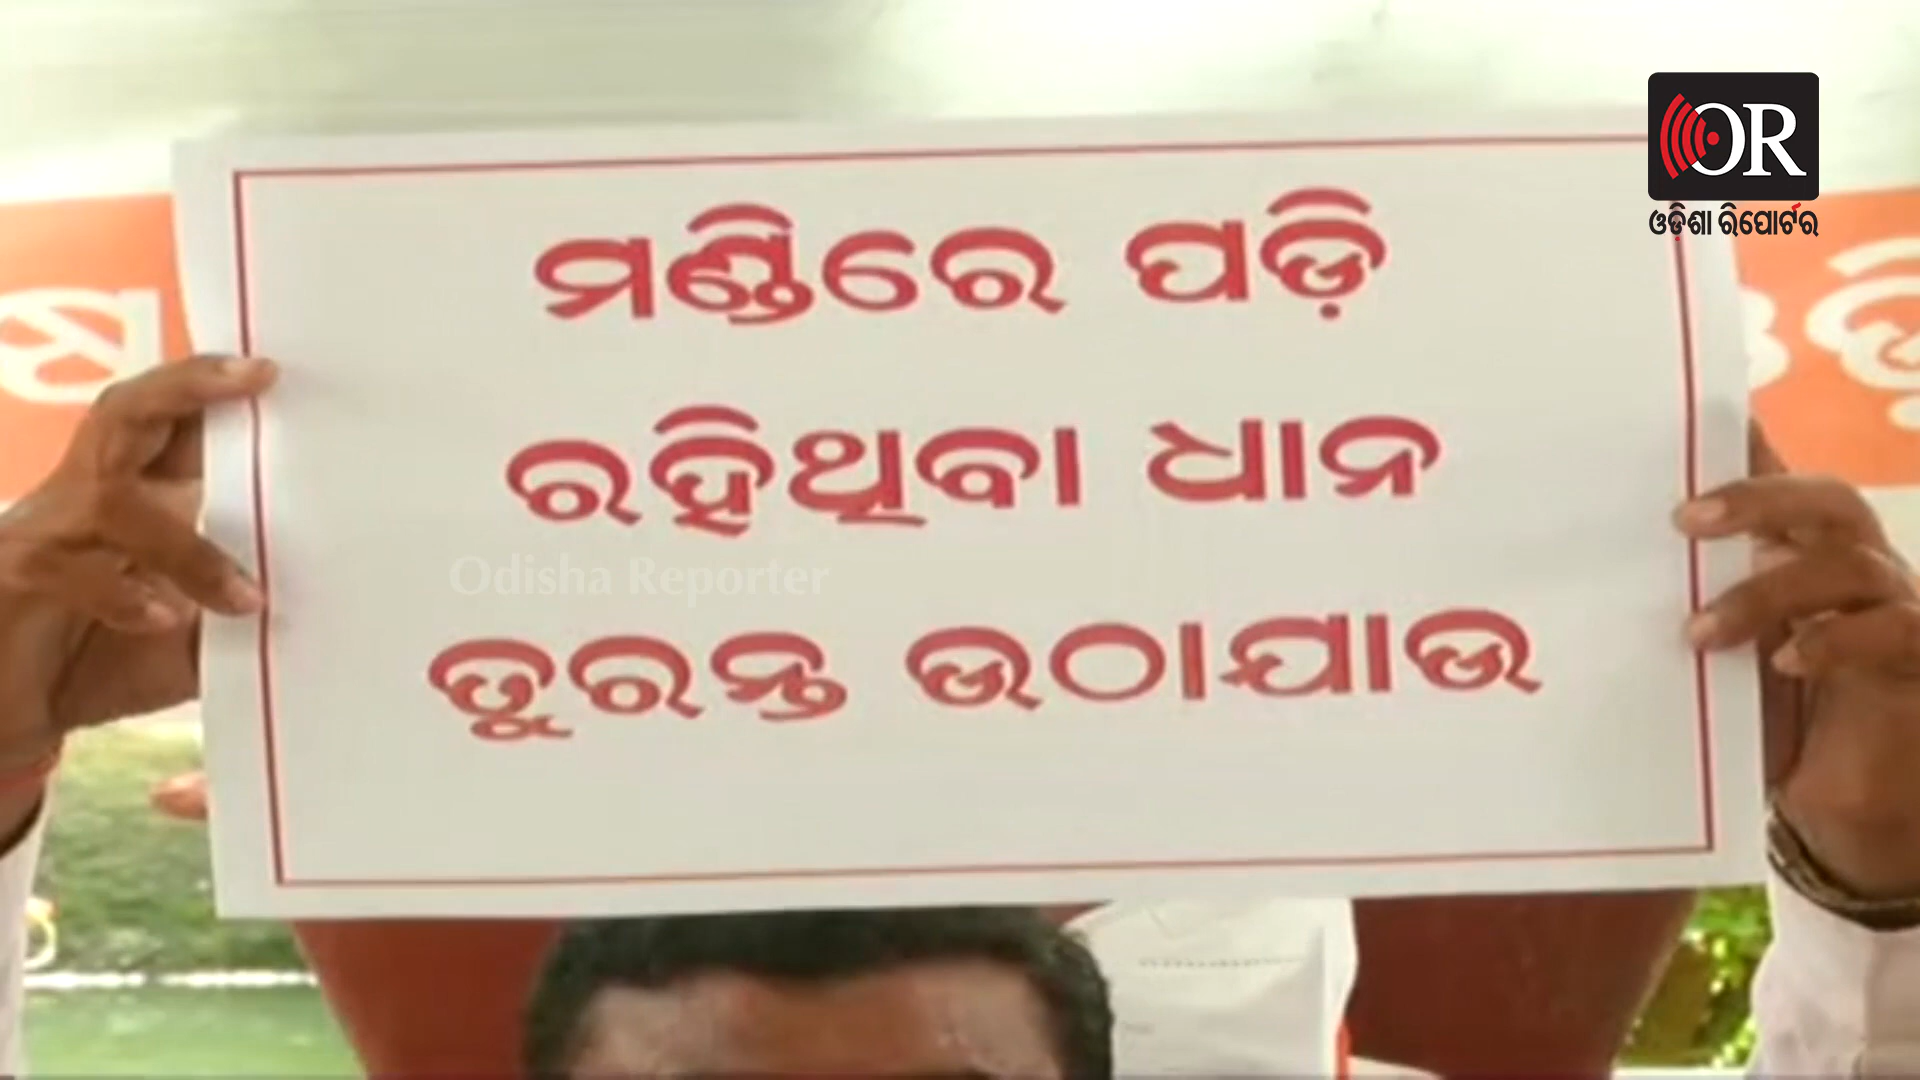 OR
ଓଡ଼ିଶା ରିପୋର୍ଟର
ମଣ୍ଡିରେ ପଡ଼ି
ରହିଥିବା ଧାନ
Odisha Reporter
ତୁରନ୍ତ ଉଠାଯାଉ